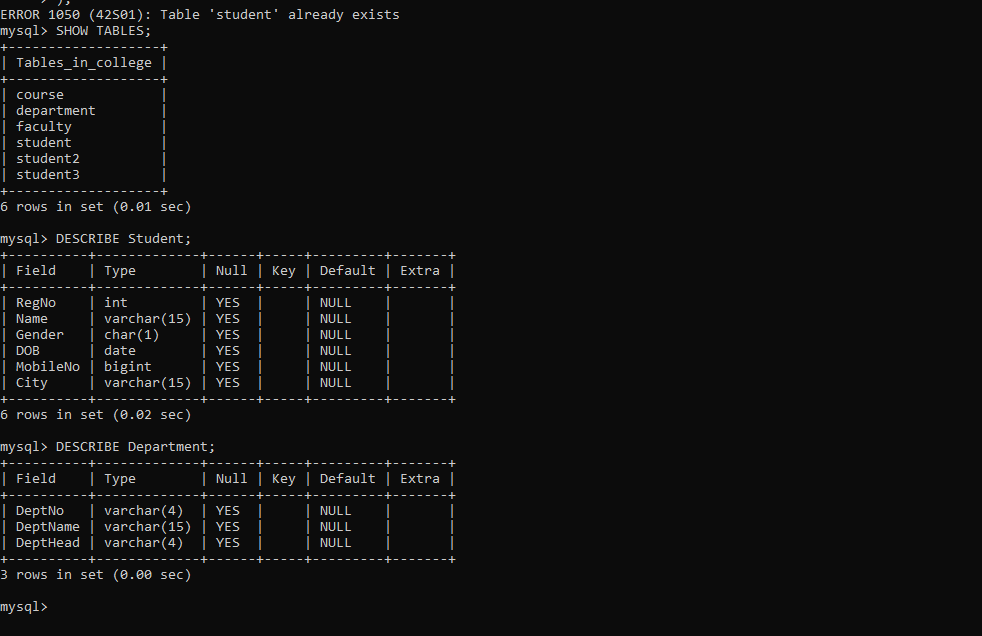 > );
ERROR 1050 (42S01): Table 'student' already exists
mysql> SHOW TABLES;
+-------------------+
| Tables_in_college |
+-------------------+
| course            |
| department        |
| faculty           |
| student           |
| student2          |
| student3          |
+-------------------+
6 rows in set (0.01 sec)

mysql> DESCRIBE Student;
+----------+-------------+------+-----+---------+-------+
| Field    | Type        | Null | Key | Default | Extra |
+----------+-------------+------+-----+---------+-------+
| RegNo    | int         | YES  |     | NULL    |       |
| Name     | varchar(15) | YES  |     | NULL    |       |
| Gender   | char(1)     | YES  |     | NULL    |       |
| DOB      | date        | YES  |     | NULL    |       |
| MobileNo | bigint      | YES  |     | NULL    |       |
| City     | varchar(15) | YES  |     | NULL    |       |
+----------+-------------+------+-----+---------+-------+
6 rows in set (0.02 sec)

mysql> DESCRIBE Department;
+----------+-------------+------+-----+---------+-------+
| Field    | Type        | Null | Key | Default | Extra |
+----------+-------------+------+-----+---------+-------+
| DeptNo   | varchar(4)  | YES  |     | NULL    |       |
| DeptName | varchar(15) | YES  |     | NULL    |       |
| DeptHead | varchar(4)  | YES  |     | NULL    |       |
+----------+-------------+------+-----+---------+-------+
3 rows in set (0.00 sec)

mysql>